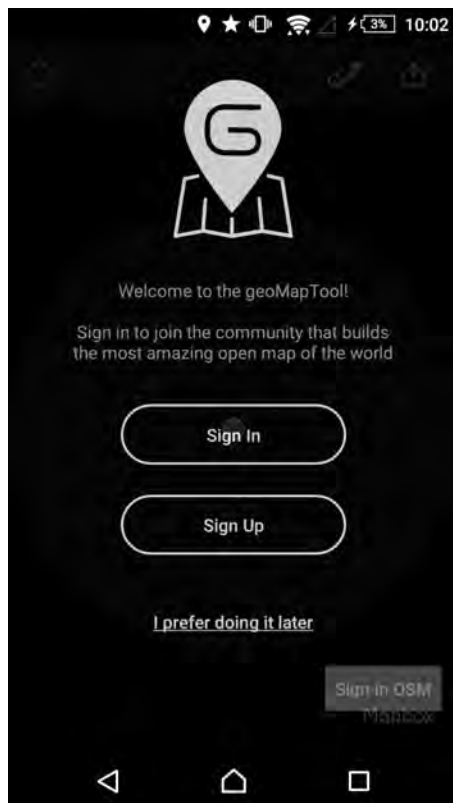 3%
10:02
G
Welcome to the geoMapTool!
Sign in to join the community that builds
the most amazing open map of the world
Sign In
Sign Up
I prefer doing it later
Sign-in OSM
Mapbox